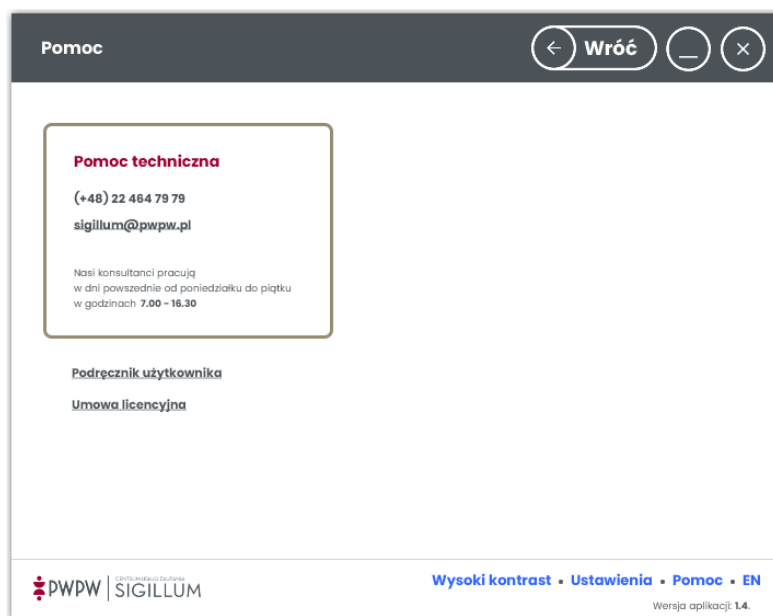 Pomoc
Wróć
Pomoc techniczna
(+48) 22 464 79 79
sigillum@pwpw.pl
Nasi konsultanci pracują
w dni powszednie od poniedziałku do piątku
w godzinach 7.00 - 16.30
Podręcznik użytkownika
Umowa licencyjna
PWPW SIGILLUM
Wysoki kontrast • Ustawienia • Pomoc • EN
Wersja aplikacji: 1.4.